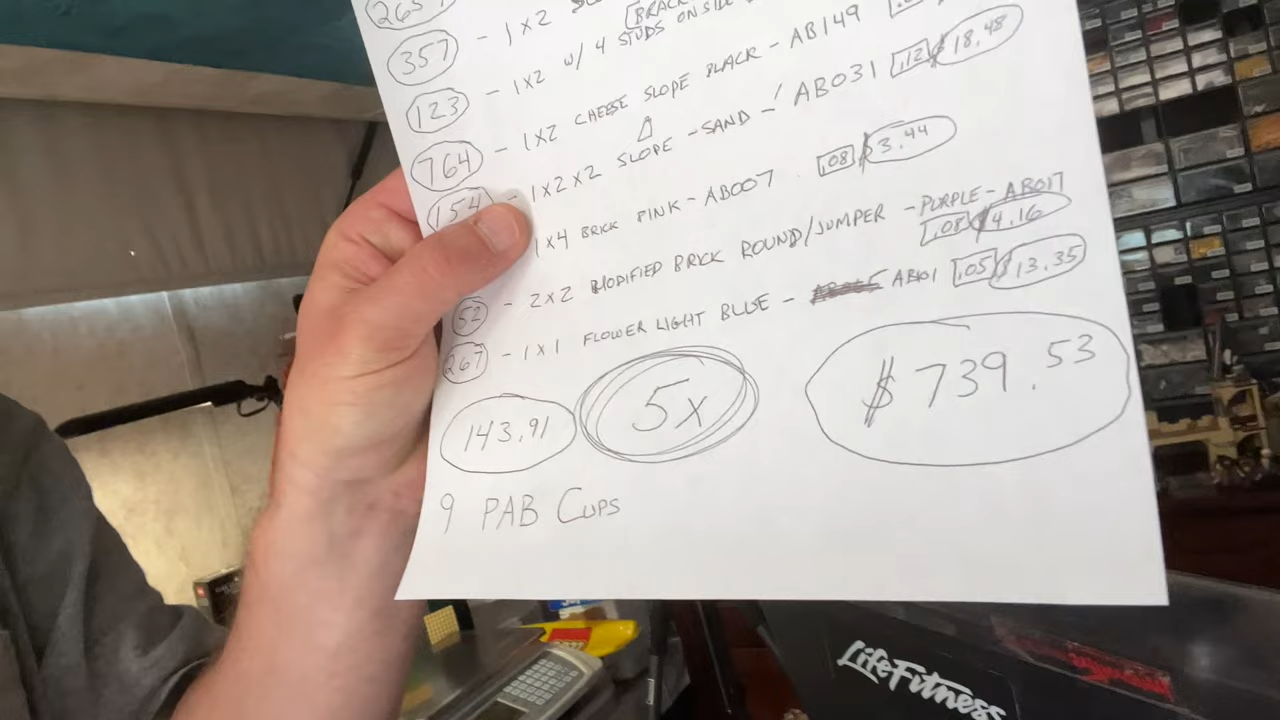 357 - 1X2
123 - 1X2 W/ 4 STUDS ON SIDE
764 - 1X2 CHEESE SLOPE BLACK - AB149
154 - 1X2X2 SLOPE - SAND - AB031 .12 $18.48
1X4 BRICK PINK - AB007 .08 $3.44
52 - 2X2 MODIFIED BRICK ROUND/JUMPER - PURPLE - AB017 .08 $4.16
267 - 1X1 FLOWER LIGHT BLUE - AB101 .05 $13.35
143.91 5x $739.53
9 PAB CUPS
LifeFitness